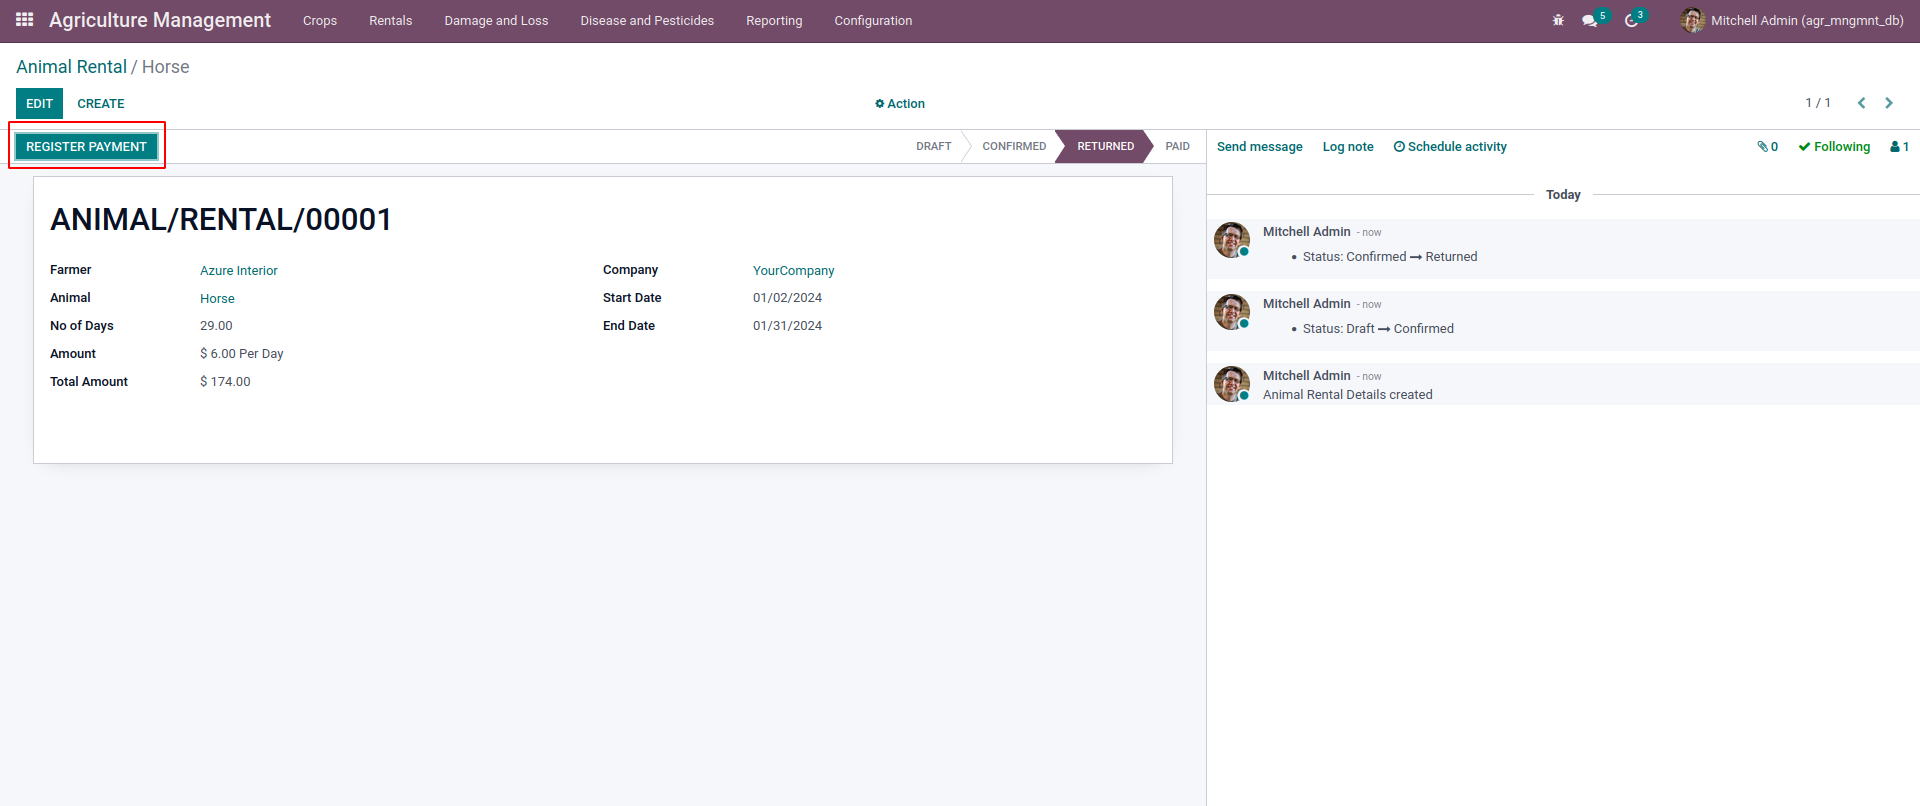 Agriculture Management Crops Rentals Damage and Loss Disease and Pesticides Reporting Configuration 5 3 Mitchell Admin (agr_mngmnt_db)
Animal Rental / Horse
EDIT CREATE Action 1 / 1
REGISTER PAYMENT DRAFT CONFIRMED RETURNED PAID
ANIMAL/RENTAL/00001
Farmer Azure Interior Company YourCompany
Animal Horse Start Date 01/02/2024
No of Days 29.00 End Date 01/31/2024
Amount $ 6.00 Per Day
Total Amount $ 174.00
Send message Log note Schedule activity 0 Following 1
Today
Mitchell Admin - now
• Status: Confirmed → Returned
Mitchell Admin - now
• Status: Draft → Confirmed
Mitchell Admin - now
Animal Rental Details created